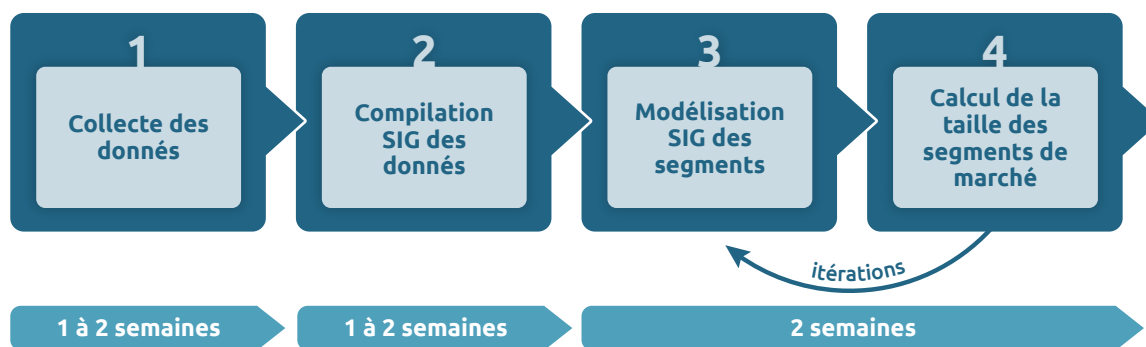 1
Collecte des
donnés
2
Compilation
SIG des
donnés
3
Modélisation
SIG des
segments
4
Calcul de la
taille des
segments de
marché
itérations
1 à 2 semaines
1 à 2 semaines
2 semaines